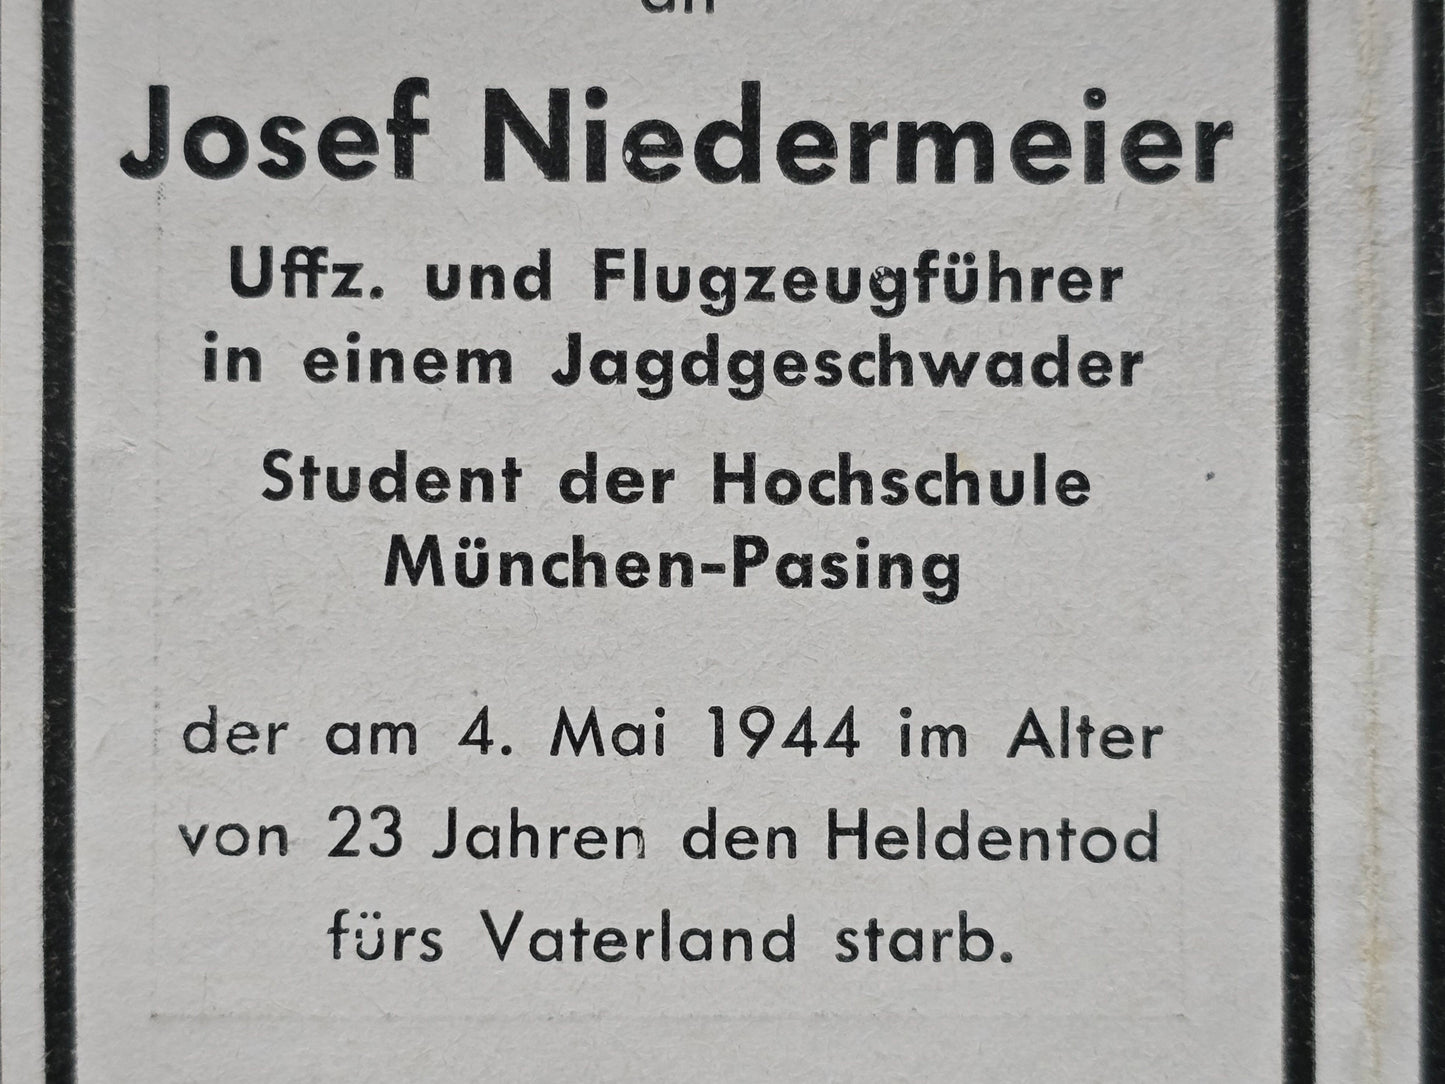 an
Josef Niedermeier
Uffz. und Flugzeugführer
in einem Jagdgeschwader
Student der Hochschule
München-Pasing
der am 4. Mai 1944 im Alter
von 23 Jahren den Heldentod
fürs Vaterland starb.